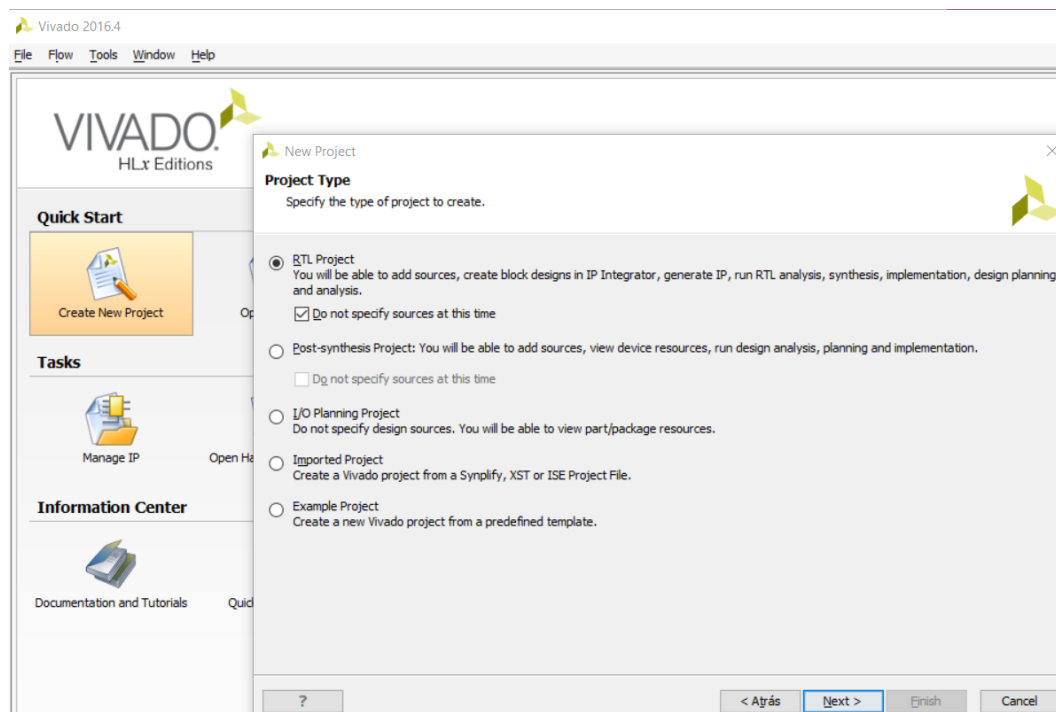 Vivado 2016.4
File Flow Tools Window Help
VIVADO.
HLx Editions
Quick Start
Create New Project
Tasks
Manage IP
Information Center
Documentation and Tutorials
New Project
Project Type
Specify the type of project to create.
RTL Project
You will be able to add sources, create block designs in IP Integrator, generate IP, run RTL analysis, synthesis, implementation, design planning
and analysis.
Do not specify sources at this time
Post-synthesis Project: You will be able to add sources, view device resources, run design analysis, planning and implementation.
Do not specify sources at this time
I/O Planning Project
Do not specify design sources. You will be able to view part/package resources.
Imported Project
Create a Vivado project from a Synplify, XST or ISE Project File.
Example Project
Create a new Vivado project from a predefined template.
? < Atrás Next > Finish Cancel